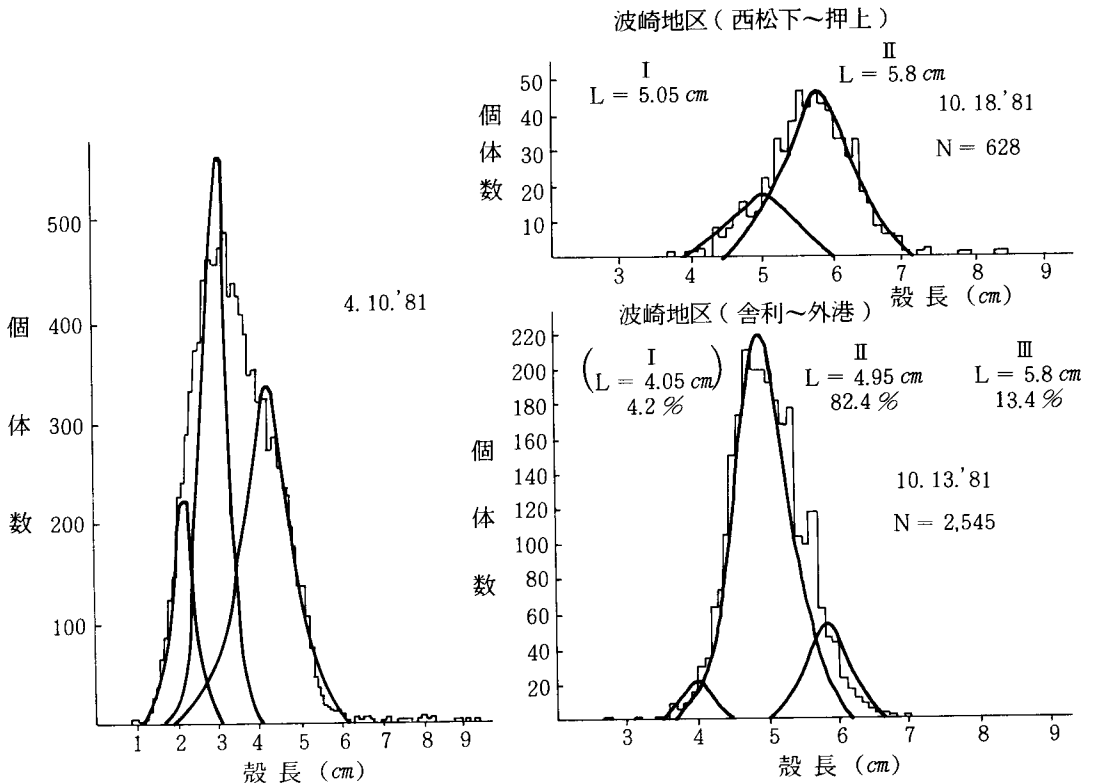 個体数
500
400
300
200
100
4.10.'81
1 2 3 4 5 6 7 8 9
殻長 (cm)
波崎地区 ( 西松下~押上 )
個体数
50
40
30
20
10
I
L = 5.05 cm
II
L = 5.8 cm
10. 18.'81
N = 628
3 4 5 6 7 8 9
殻長 (cm)
波崎地区 ( 舎利~外港 )
個体数
220
200
180
160
140
120
100
80
60
40
20
I
(L = 4.05 cm)
4.2 %
II
L = 4.95 cm
82.4 %
III
L = 5.8 cm
13.4 %
10.13.'81
N = 2,545
3 4 5 6 7 8 9
殻長 (cm)